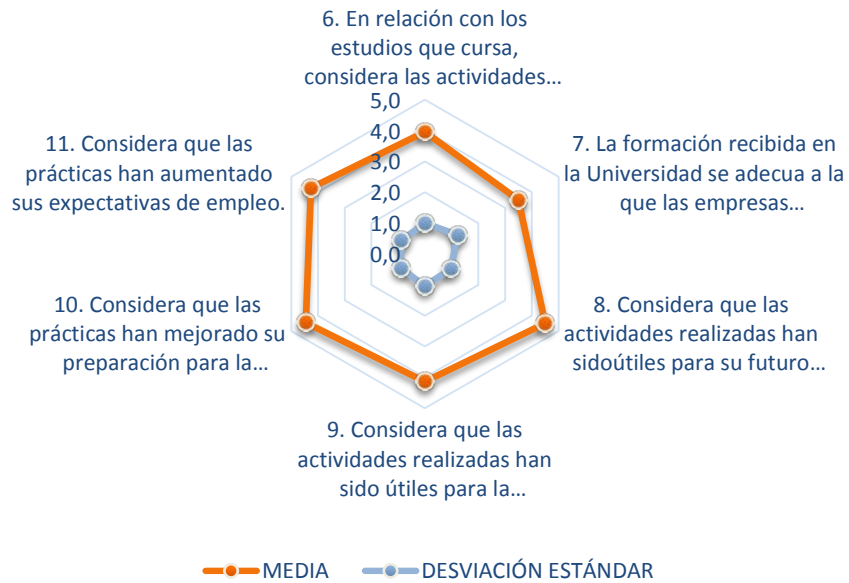 6. En relación con los
estudios que cursa,
considera las actividades...
5,0
4,0
3,0
2,0
1,0
0,0
7. La formación recibida en
la Universidad se adecua a la
que las empresas...
8. Considera que las
actividades realizadas han
sidoútiles para su futuro...
9. Considera que las
actividades realizadas han
sido útiles para la...
10. Considera que las
prácticas han mejorado su
preparación para la...
11. Considera que las
prácticas han aumentado
sus expectativas de empleo.
MEDIA
DESVIACIÓN ESTÁNDAR